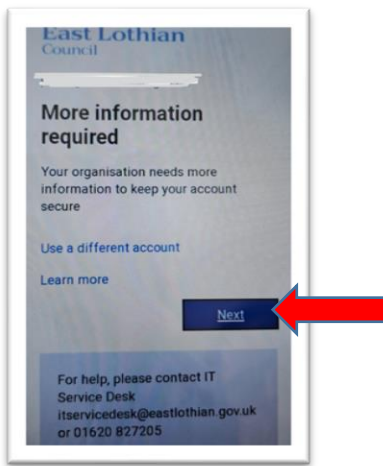 East Lothian
Council
More information
required
Your organisation needs more
information to keep your account
secure
Use a different account
Learn more
Next
For help, please contact IT
Service Desk
itservicedesk@eastlothian.gov.uk
or 01620 827205